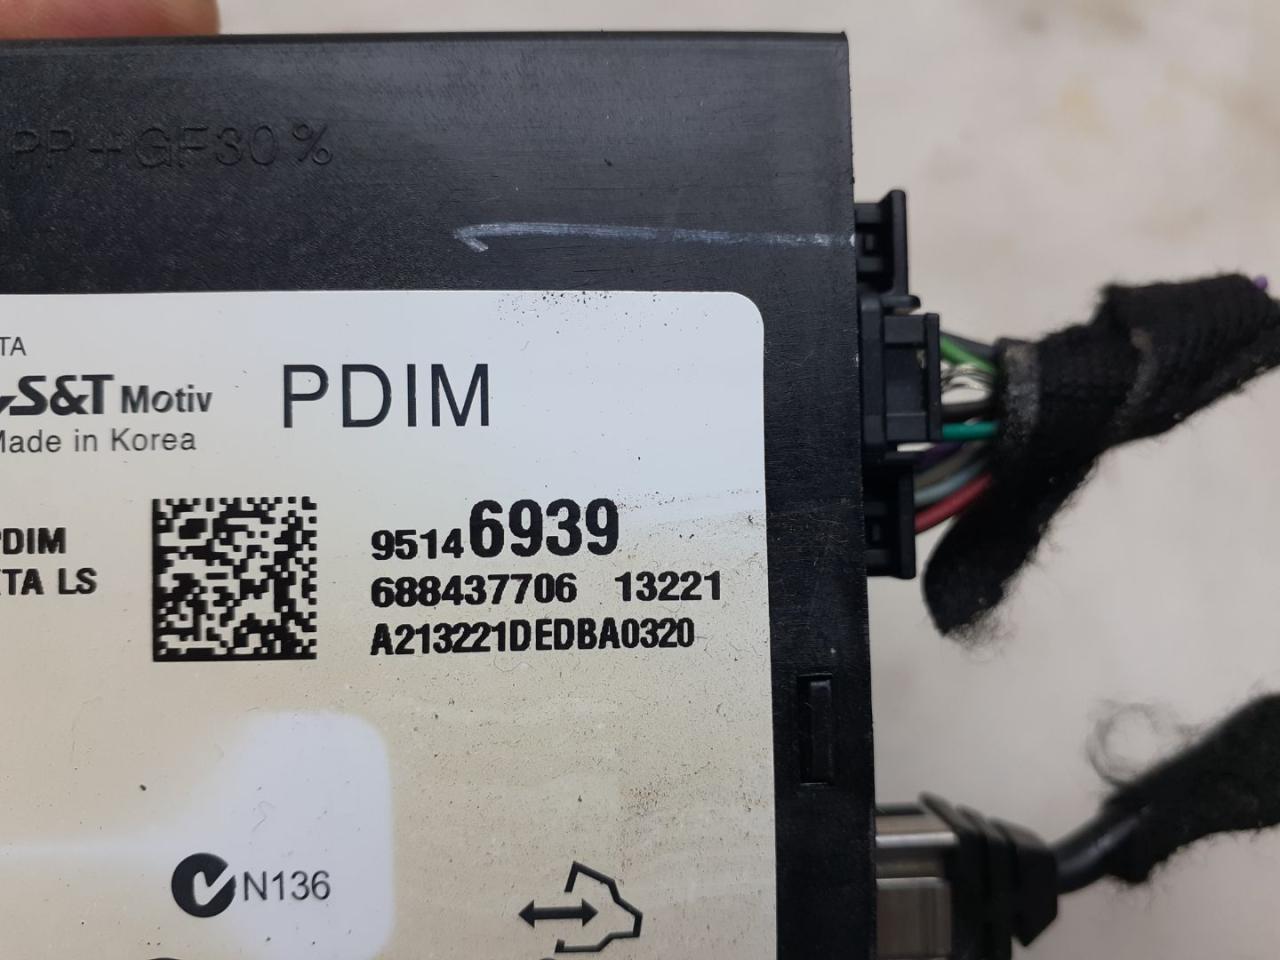 PP+GF30%
TA
S&T Motiv
PDIM
Made in Korea
PDIM
TA LS
95146939
688437706 13221
A213221DEDBA0320
N136